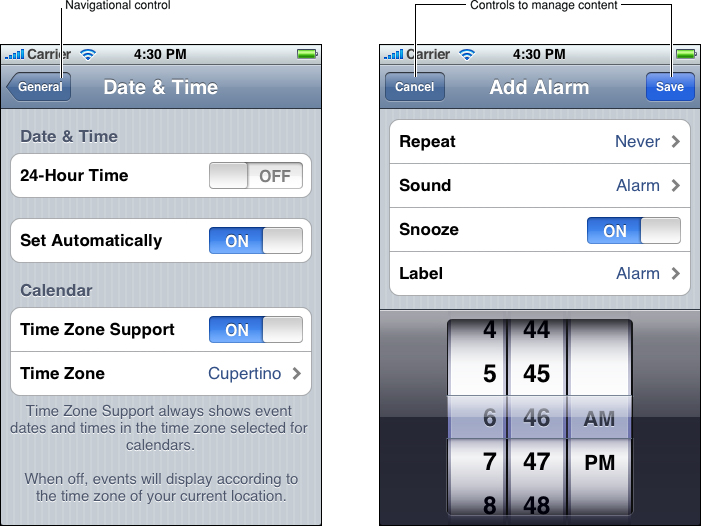 Navigational control
Controls to manage content
Carrier
4:30 PM
General
Date & Time
Date & Time
24-Hour Time
OFF
Set Automatically
ON
Calendar
Time Zone Support
ON
Time Zone
Cupertino
Time Zone Support always shows event
dates and times in the time zone selected for
calendars.
When off, events will display according to
the time zone of your current location.
Carrier
4:30 PM
Cancel
Add Alarm
Save
Repeat
Never
Sound
Alarm
Snooze
ON
Label
Alarm
4 44
5 45
6 46 AM
7 47 PM
8 48